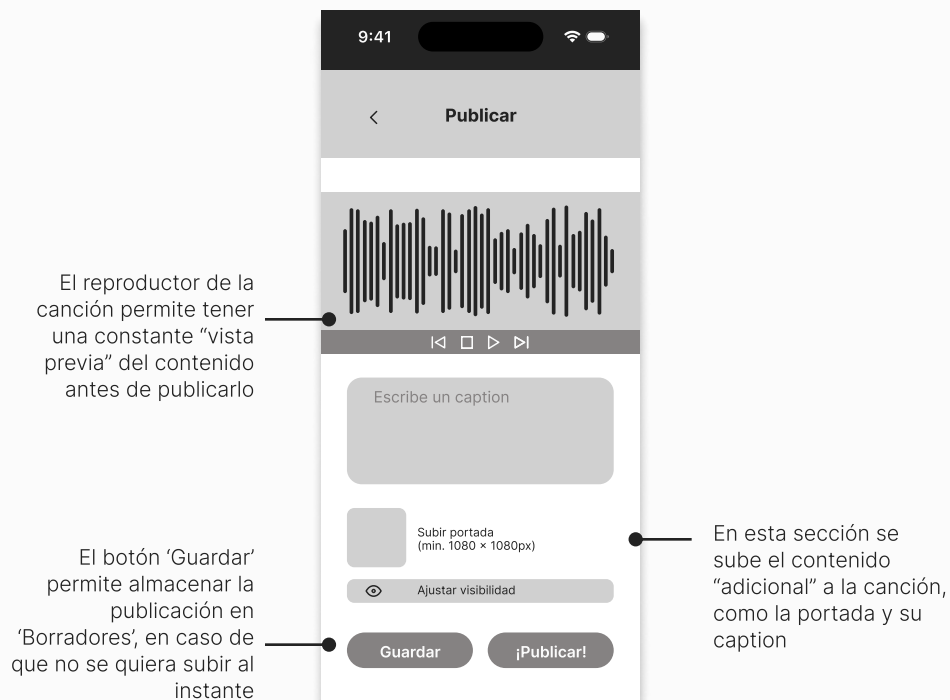 9:41
Publicar
El reproductor de la
canción permite tener
una constante “vista
previa” del contenido
antes de publicarlo
Escribe un caption
Subir portada
(min. 1080 x 1080px)
En esta sección se
sube el contenido
“adicional” a la canción,
como la portada y su
caption
El botón ‘Guardar’
permite almacenar la
publicación en
‘Borradores’, en caso de
que no se quiera subir al
instante
Ajustar visibilidad
Guardar
¡Publicar!